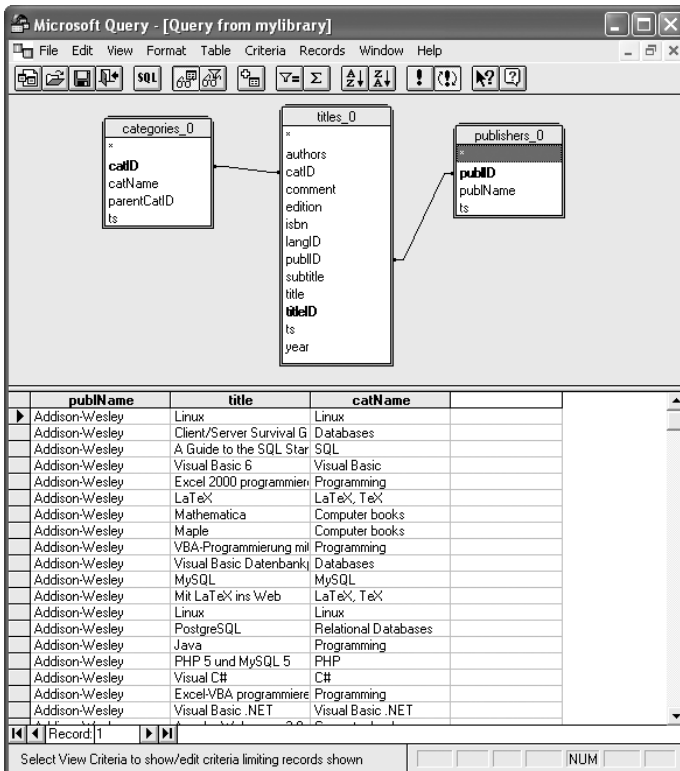 Microsoft Query - [Query from mylibrary]
File Edit View Format Table Criteria Records Window Help
SQL
categories_0
*
catID
catName
parentCatID
ts
titles_0
*
authors
catID
comment
edition
isbn
langID
publID
subtitle
title
titleID
ts
year
publishers_0
*
publID
publName
ts
publName title catName
Addison-Wesley Linux Linux
Addison-Wesley Client/Server Survival G Databases
Addison-Wesley A Guide to the SQL Star SQL
Addison-Wesley Visual Basic 6 Visual Basic
Addison-Wesley Excel 2000 programmier Programming
Addison-Wesley LaTeX LaTeX, TeX
Addison-Wesley Mathematica Computer books
Addison-Wesley Maple Computer books
Addison-Wesley VBA-Programmierung mi Programming
Addison-Wesley Visual Basic Datenbank Databases
Addison-Wesley MySQL MySQL
Addison-Wesley Mit LaTeX ins Web LaTeX, TeX
Addison-Wesley Linux Linux
Addison-Wesley PostgreSQL Relational Databases
Addison-Wesley Java Programming
Addison-Wesley PHP 5 und MySQL 5 PHP
Addison-Wesley Visual C# C#
Addison-Wesley Excel-VBA programmiere Programming
Addison-Wesley Visual Basic .NET Visual Basic .NET
Record: 1
Select View Criteria to show/edit criteria limiting records shown NUM